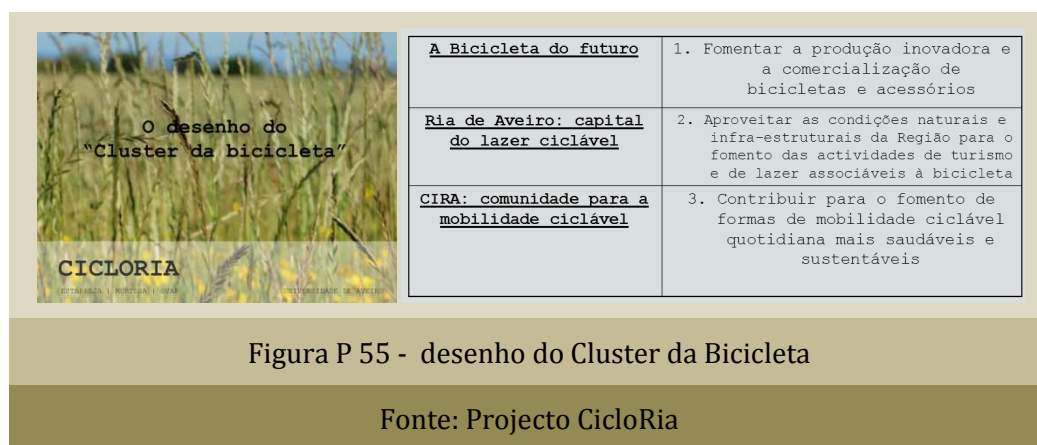 O desenho do
“Cluster da bicicleta”
CICLORIA
ESTARREJA | MURTOSA | OVAR
UNIVERSIDADE DE AVEIRO
A Bicicleta do futuro
1. Fomentar a produção inovadora e
a comercialização de
bicicletas e acessórios
Ria de Aveiro: capital
do lazer ciclável
2. Aproveitar as condições naturais e
infra-estruturais da Região para o
fomento das actividades de turismo
e de lazer associáveis à bicicleta
CIRA: comunidade para a
mobilidade ciclável
3. Contribuir para o fomento de
formas de mobilidade ciclável
quotidiana mais saudáveis e
sustentáveis
Figura P 55 - desenho do Cluster da Bicicleta
Fonte: Projecto CicloRia